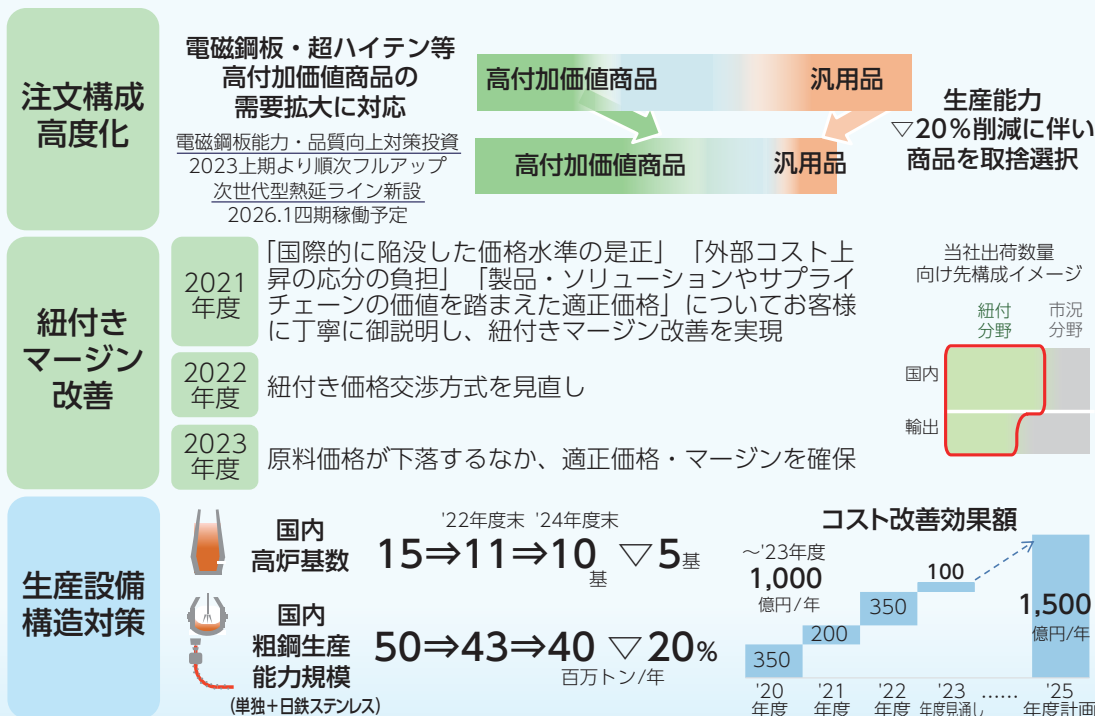 注文構成
高度化
電磁鋼板・超ハイテン等
高付加価値商品の
需要拡大に対応
電磁鋼板能力・品質向上対策投資
2023上期より順次フルアップ
次世代型熱延ライン新設
2026.1四期稼働予定
高付加価値商品
汎用品
高付加価値商品
汎用品
生産能力
▽20%削減に伴い
商品を取捨選択
紐付き
マージン
改善
2021
年度
「国際的に陥没した価格水準の是正」「外部コスト上
昇の応分の負担」「製品・ソリューションやサプライ
チェーンの価値を踏まえた適正価格」についてお客様
に丁寧に御説明し、紐付きマージン改善を実現
2022
年度
紐付き価格交渉方式を見直し
2023
年度
原料価格が下落するなか、適正価格・マージンを確保
当社出荷数量
向け先構成イメージ
紐付
分野
市況
分野
国内
輸出
生産設備
構造対策
国内
高炉基数
'22年度末 '24年度末
15⇒11⇒10基 ▽5基
国内
粗鋼生産
能力規模
(単独+日鉄ステンレス)
50⇒43⇒40 ▽20%
百万トン/年
コスト改善効果額
～'23年度
1,000
億円/年
350
200
350
100
1,500
億円/年
'20
年度
'21
年度
'22
年度
'23
年度見通し
……
'25
年度計画